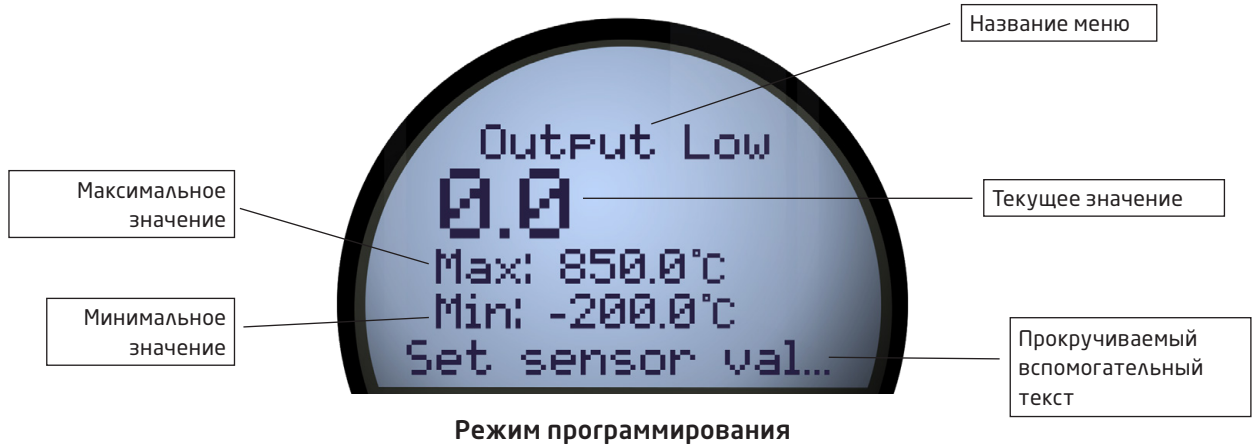 Название меню
Output Low
0.0
Максимальное
значение
Текущее значение
Max: 850.0°C
Min: -200.0°C
Минимальное
значение
Set sensor val...
Прокручиваемый
вспомогательный
текст
Режим программирования